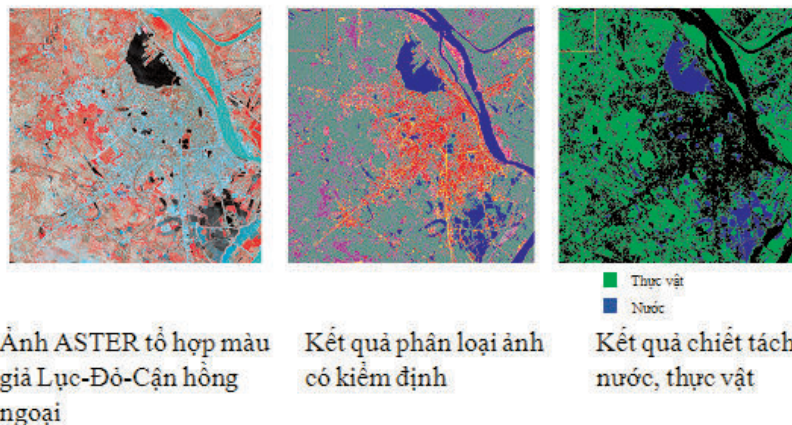 Thực vật
Nước
Ảnh ASTER tổ hợp màu
giả Lục-Đỏ-Cận hồng
ngoại
Kết quả phân loại ảnh
có kiểm định
Kết quả chiết tách
nước, thực vật